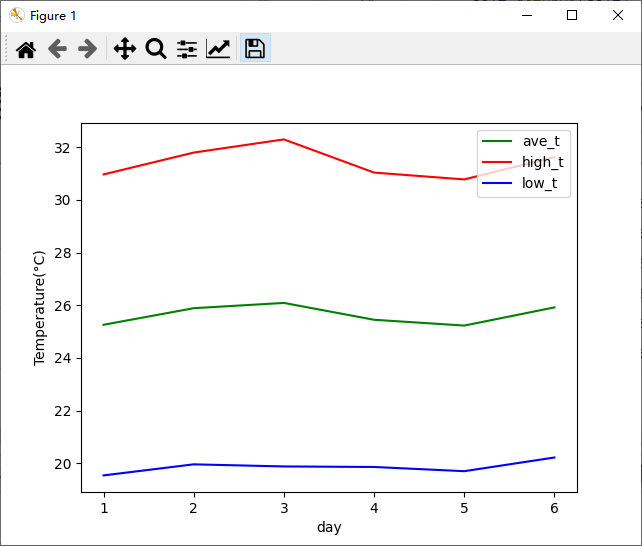 Figure 1
ave_t
high_t
low_t
32
30
28
26
24
22
20
Temperature(°C)
1 2 3 4 5 6
day